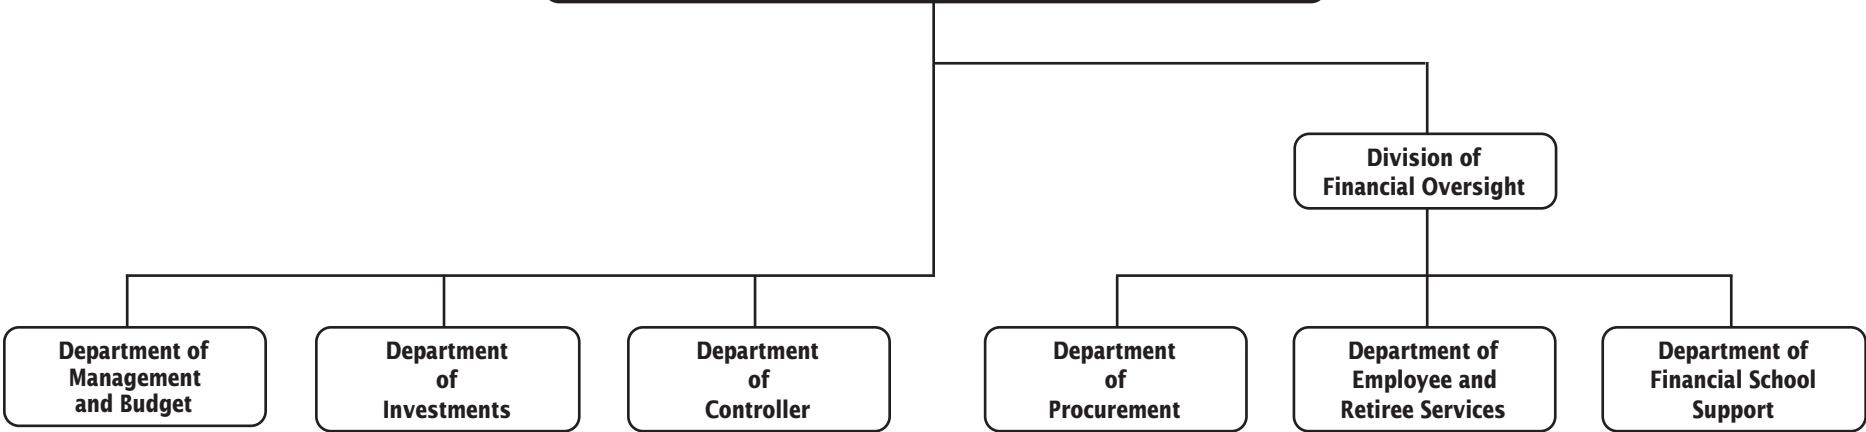 Division of
Financial Oversight
Department of
Management
and Budget
Department
of
Investments
Department
of
Controller
Department
of
Procurement
Department of
Employee and
Retiree Services
Department of
Financial School
Support